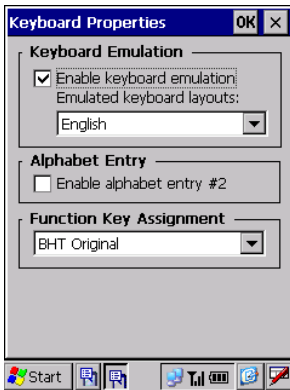 Keyboard Properties OK ×
Keyboard Emulation
Enable keyboard emulation
Emulated keyboard layouts:
English
Alphabet Entry
Enable alphabet entry #2
Function Key Assignment
BHT Original
Start